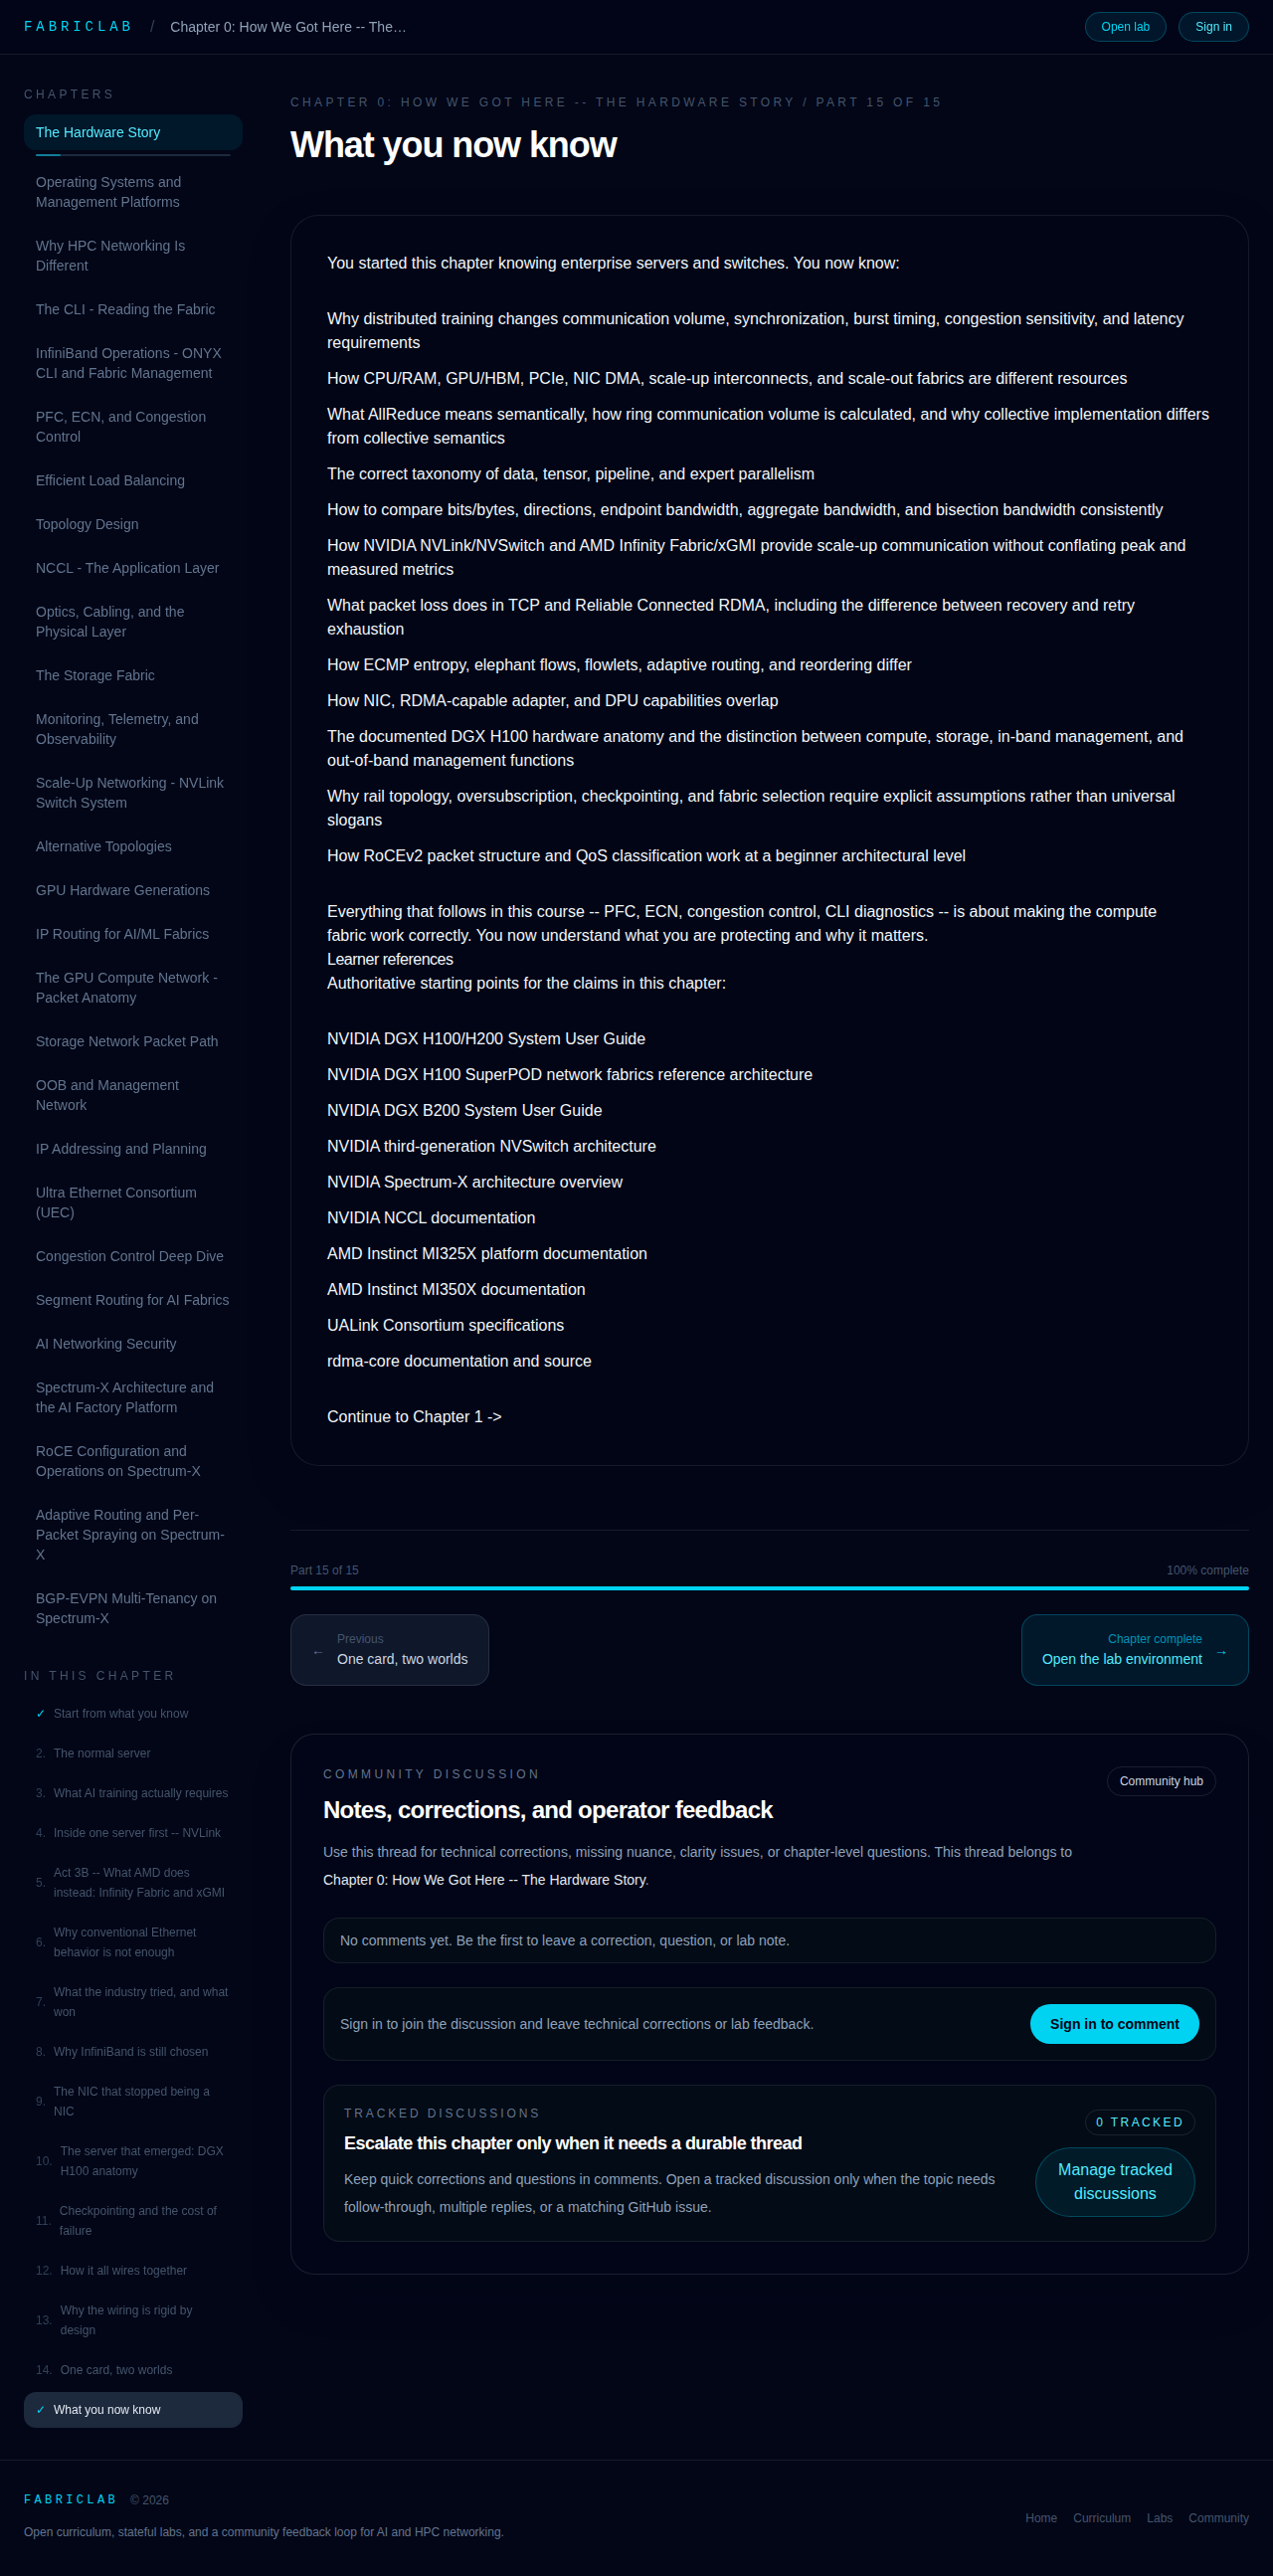 FABRICLAB / Chapter 0: How We Got Here -- The…
Open lab
Sign in
CHAPTERS
The Hardware Story
Operating Systems and
Management Platforms
Why HPC Networking Is
Different
The CLI - Reading the Fabric
InfiniBand Operations - ONYX
CLI and Fabric Management
PFC, ECN, and Congestion
Control
Efficient Load Balancing
Topology Design
NCCL - The Application Layer
Optics, Cabling, and the
Physical Layer
The Storage Fabric
Monitoring, Telemetry, and
Observability
Scale-Up Networking - NVLink
Switch System
Alternative Topologies
GPU Hardware Generations
IP Routing for AI/ML Fabrics
The GPU Compute Network -
Packet Anatomy
Storage Network Packet Path
OOB and Management
Network
IP Addressing and Planning
Ultra Ethernet Consortium
(UEC)
Congestion Control Deep Dive
Segment Routing for AI Fabrics
AI Networking Security
Spectrum-X Architecture and
the AI Factory Platform
RoCE Configuration and
Operations on Spectrum-X
Adaptive Routing and Per-
Packet Spraying on Spectrum-
X
BGP-EVPN Multi-Tenancy on
Spectrum-X
IN THIS CHAPTER
✓ Start from what you know
2. The normal server
3. What AI training actually requires
4. Inside one server first -- NVLink
5. Act 3B -- What AMD does
instead: Infinity Fabric and xGMI
6. Why conventional Ethernet
behavior is not enough
7. What the industry tried, and what
won
8. Why InfiniBand is still chosen
9. The NIC that stopped being a
NIC
10. The server that emerged: DGX
H100 anatomy
11. Checkpointing and the cost of
failure
12. How it all wires together
13. Why the wiring is rigid by
design
14. One card, two worlds
✓ What you now know
CHAPTER 0: HOW WE GOT HERE -- THE HARDWARE STORY / PART 15 OF 15
What you now know
You started this chapter knowing enterprise servers and switches. You now know:
Why distributed training changes communication volume, synchronization, burst timing, congestion sensitivity, and latency
requirements
How CPU/RAM, GPU/HBM, PCIe, NIC DMA, scale-up interconnects, and scale-out fabrics are different resources
What AllReduce means semantically, how ring communication volume is calculated, and why collective implementation differs
from collective semantics
The correct taxonomy of data, tensor, pipeline, and expert parallelism
How to compare bits/bytes, directions, endpoint bandwidth, aggregate bandwidth, and bisection bandwidth consistently
How NVIDIA NVLink/NVSwitch and AMD Infinity Fabric/xGMI provide scale-up communication without conflating peak and
measured metrics
What packet loss does in TCP and Reliable Connected RDMA, including the difference between recovery and retry
exhaustion
How ECMP entropy, elephant flows, flowlets, adaptive routing, and reordering differ
How NIC, RDMA-capable adapter, and DPU capabilities overlap
The documented DGX H100 hardware anatomy and the distinction between compute, storage, in-band management, and
out-of-band management functions
Why rail topology, oversubscription, checkpointing, and fabric selection require explicit assumptions rather than universal
slogans
How RoCEv2 packet structure and QoS classification work at a beginner architectural level
Everything that follows in this course -- PFC, ECN, congestion control, CLI diagnostics -- is about making the compute
fabric work correctly. You now understand what you are protecting and why it matters.
Learner references
Authoritative starting points for the claims in this chapter:
NVIDIA DGX H100/H200 System User Guide
NVIDIA DGX H100 SuperPOD network fabrics reference architecture
NVIDIA DGX B200 System User Guide
NVIDIA third-generation NVSwitch architecture
NVIDIA Spectrum-X architecture overview
NVIDIA NCCL documentation
AMD Instinct MI325X platform documentation
AMD Instinct MI350X documentation
UALink Consortium specifications
rdma-core documentation and source
Continue to Chapter 1 ->
Part 15 of 15
100% complete
← Previous
One card, two worlds
Chapter complete
Open the lab environment →
COMMUNITY DISCUSSION
Community hub
Notes, corrections, and operator feedback
Use this thread for technical corrections, missing nuance, clarity issues, or chapter-level questions. This thread belongs to
Chapter 0: How We Got Here -- The Hardware Story.
No comments yet. Be the first to leave a correction, question, or lab note.
Sign in to join the discussion and leave technical corrections or lab feedback.
Sign in to comment
TRACKED DISCUSSIONS
0 TRACKED
Escalate this chapter only when it needs a durable thread
Keep quick corrections and questions in comments. Open a tracked discussion only when the topic needs
follow-through, multiple replies, or a matching GitHub issue.
Manage tracked
discussions
FABRICLAB © 2026
Open curriculum, stateful labs, and a community feedback loop for AI and HPC networking.
Home Curriculum Labs Community